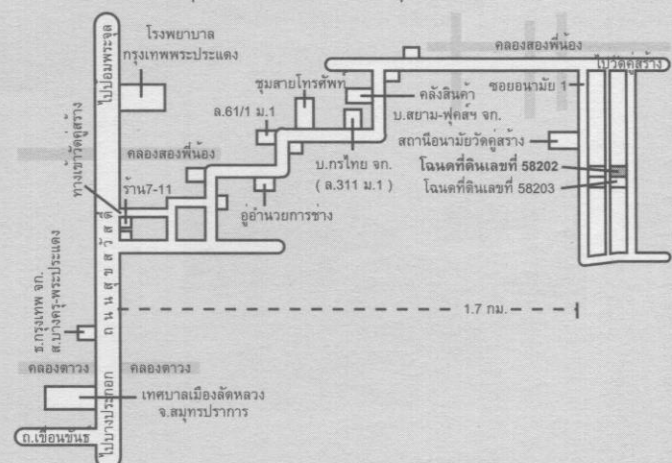 ไปป้อมพระจุล
โรงพยาบาล
กรุงเทพพระประแดง
คลองสองพี่น้อง
ไปวัดคู่สร้าง
ชุมสายโทรศัพท์
ซอยอนามัย 1
คลังสินค้า
บ.สยาม-ฟุคส์ฯ จก.
ล.61/1 ม.1
ทางเข้าวัดคู่สร้าง
คลองสองพี่น้อง
สถานีอนามัยวัดคู่สร้าง
บ.กรไทย จก.
( ล.311 ม.1 )
โฉนดที่ดินเลขที่ 58202
โฉนดที่ดินเลขที่ 58203
ร้าน7-11
อู่อำนวยการช่าง
ถนนสุขสวัสดิ์
ธ.กรุงเทพ จก.
ส.บางครุ-พระประแดง
1.7 กม.
คลองตาวง
คลองตาวง
เทศบาลเมืองลัดหลวง
จ.สมุทรปราการ
ไปบางประกอก
ถ.เขื่อนขันธ์